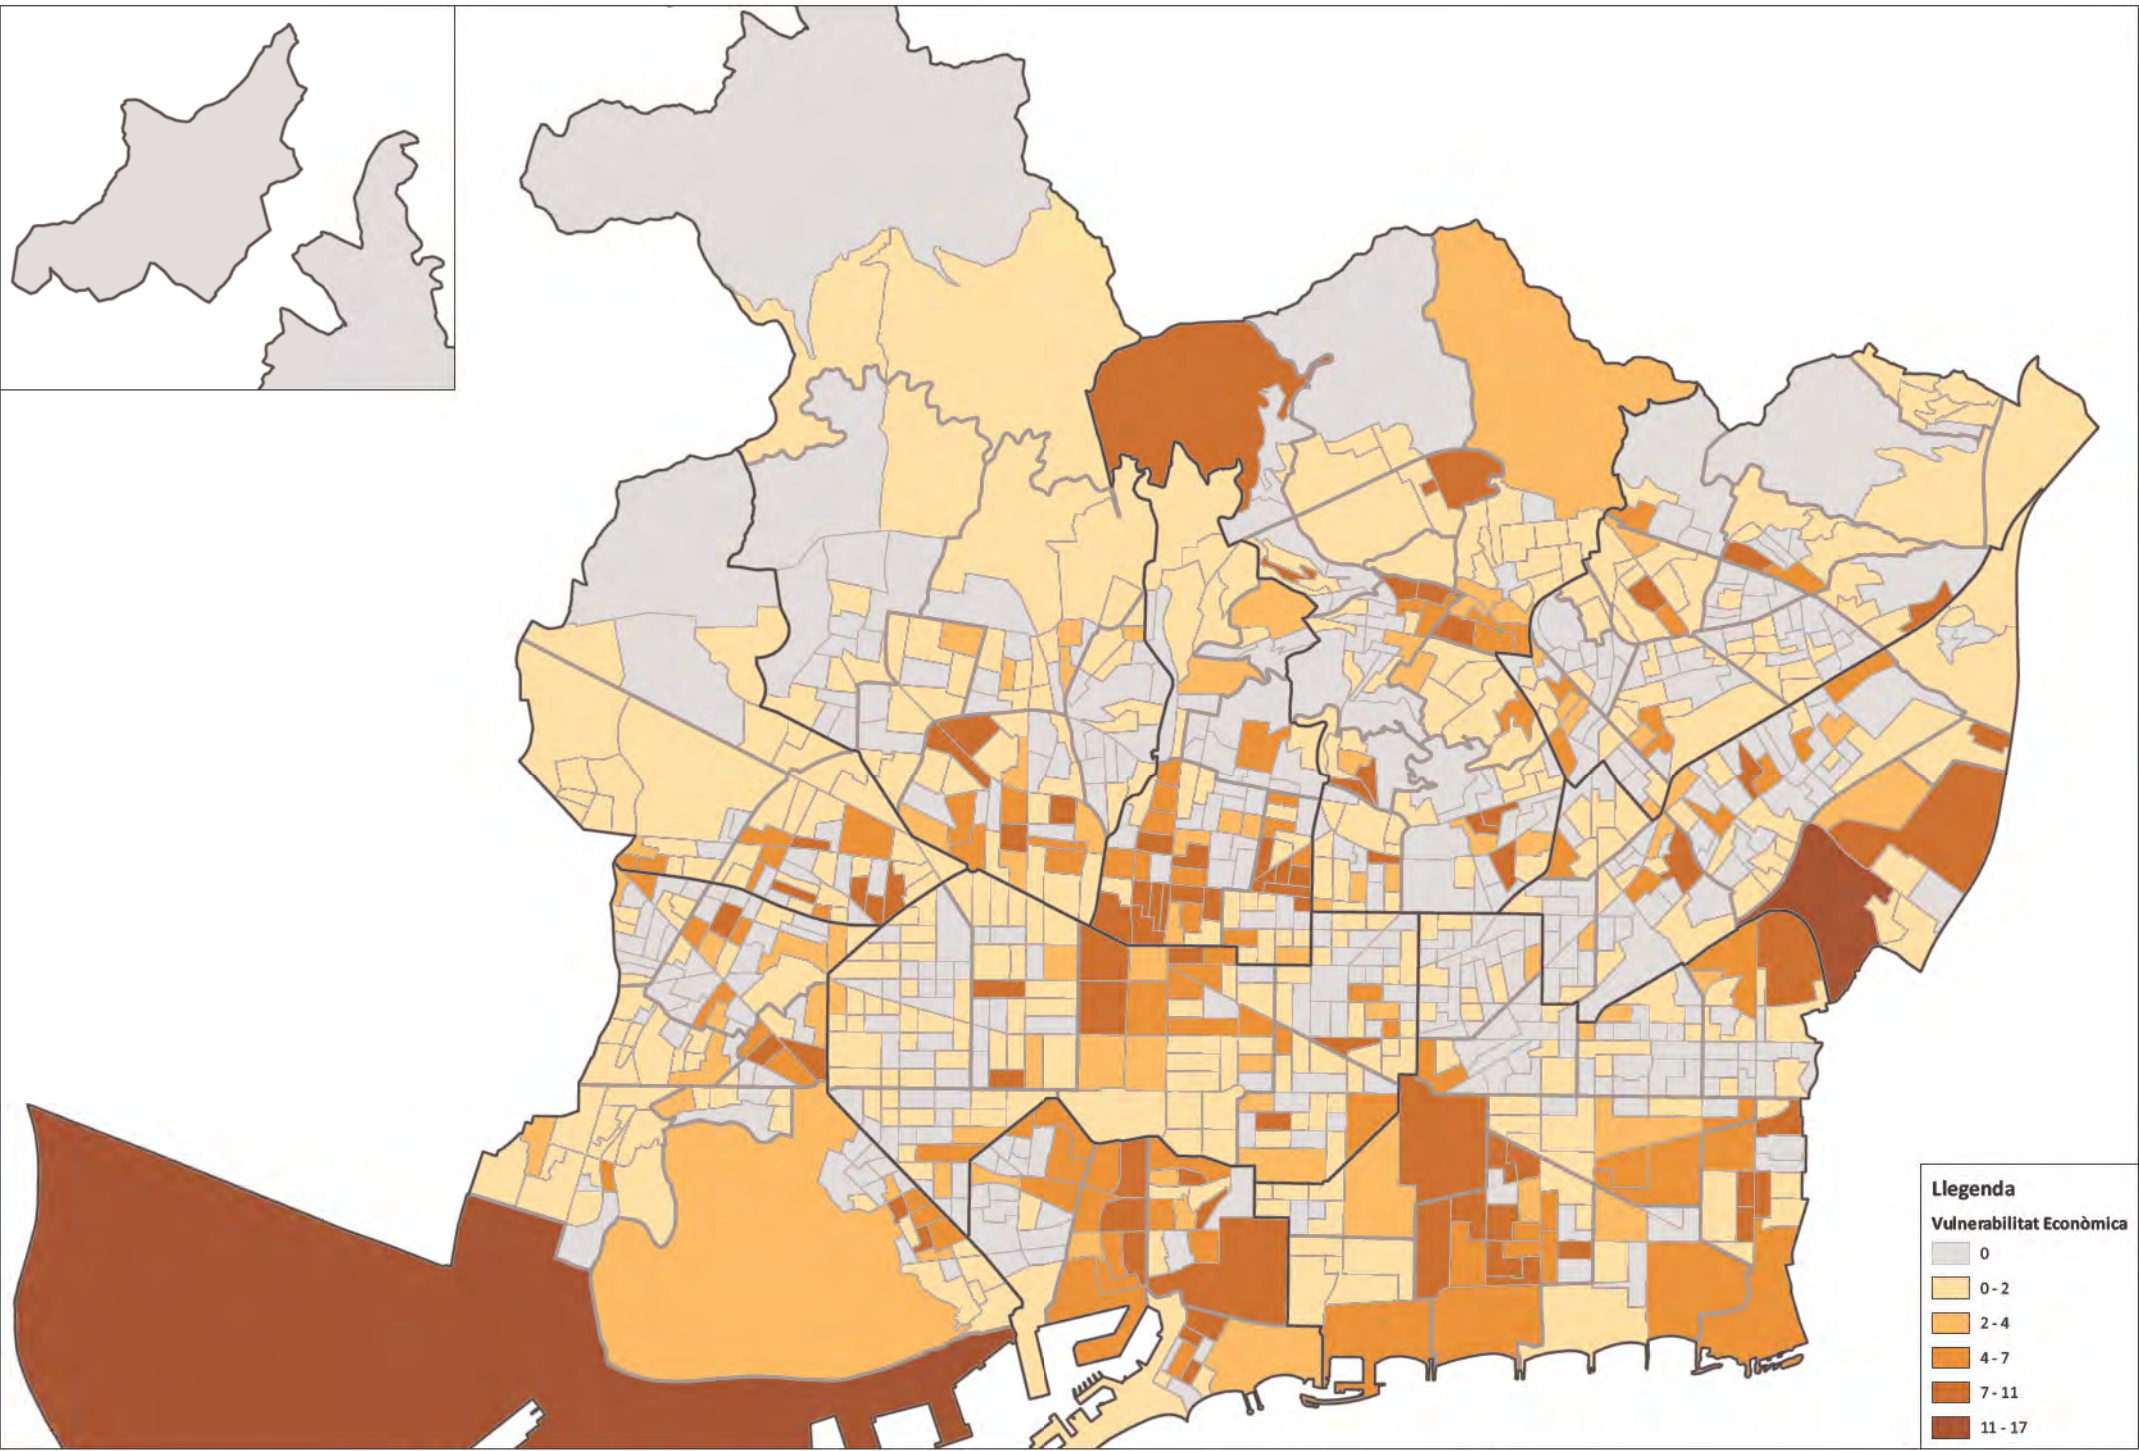 Llegenda
Vulnerabilitat Econòmica
0
0 - 2
2 - 4
4 - 7
7 - 11
11 - 17